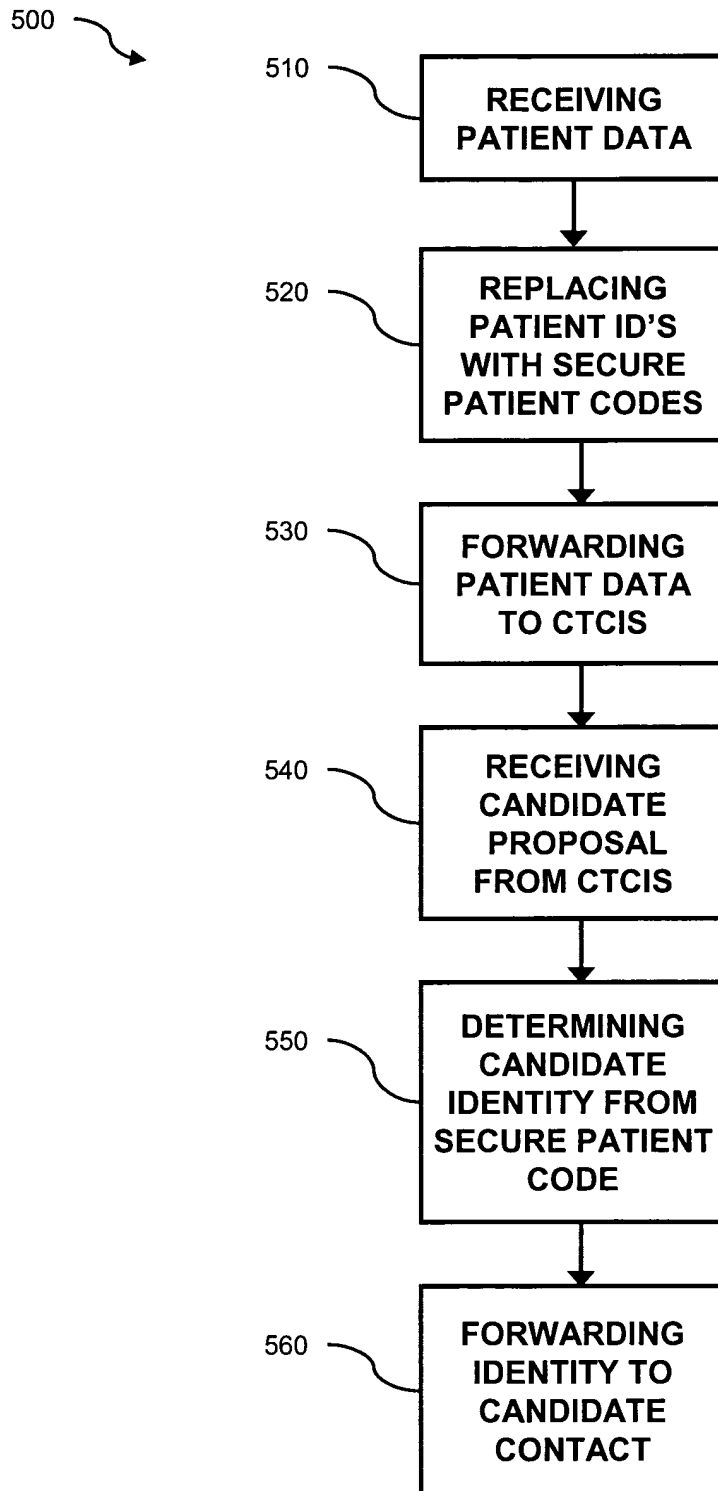 500
510
RECEIVING
PATIENT DATA
520
REPLACING
PATIENT ID'S
WITH SECURE
PATIENT CODES
530
FORWARDING
PATIENT DATA
TO CTCIS
540
RECEIVING
CANDIDATE
PROPOSAL
FROM CTCIS
550
DETERMINING
CANDIDATE
IDENTITY FROM
SECURE PATIENT
CODE
560
FORWARDING
IDENTITY TO
CANDIDATE
CONTACT